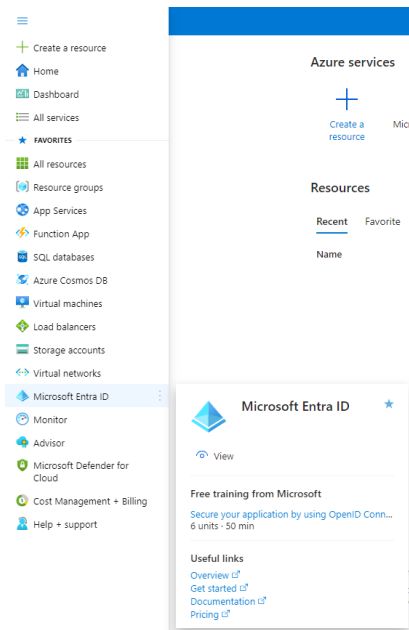 Create a resource
Home
Dashboard
All services
FAVORITES
All resources
Resource groups
App Services
Function App
SQL databases
Azure Cosmos DB
Virtual machines
Load balancers
Storage accounts
Virtual networks
Microsoft Entra ID
Monitor
Advisor
Microsoft Defender for
Cloud
Cost Management + Billing
Help + support
Azure services
Create a
resource
Resources
Recent Favorite
Name
Microsoft Entra ID
View
Free training from Microsoft
Secure your application by using OpenID Conn...
6 units · 50 min
Useful links
Overview
Get started
Documentation
Pricing